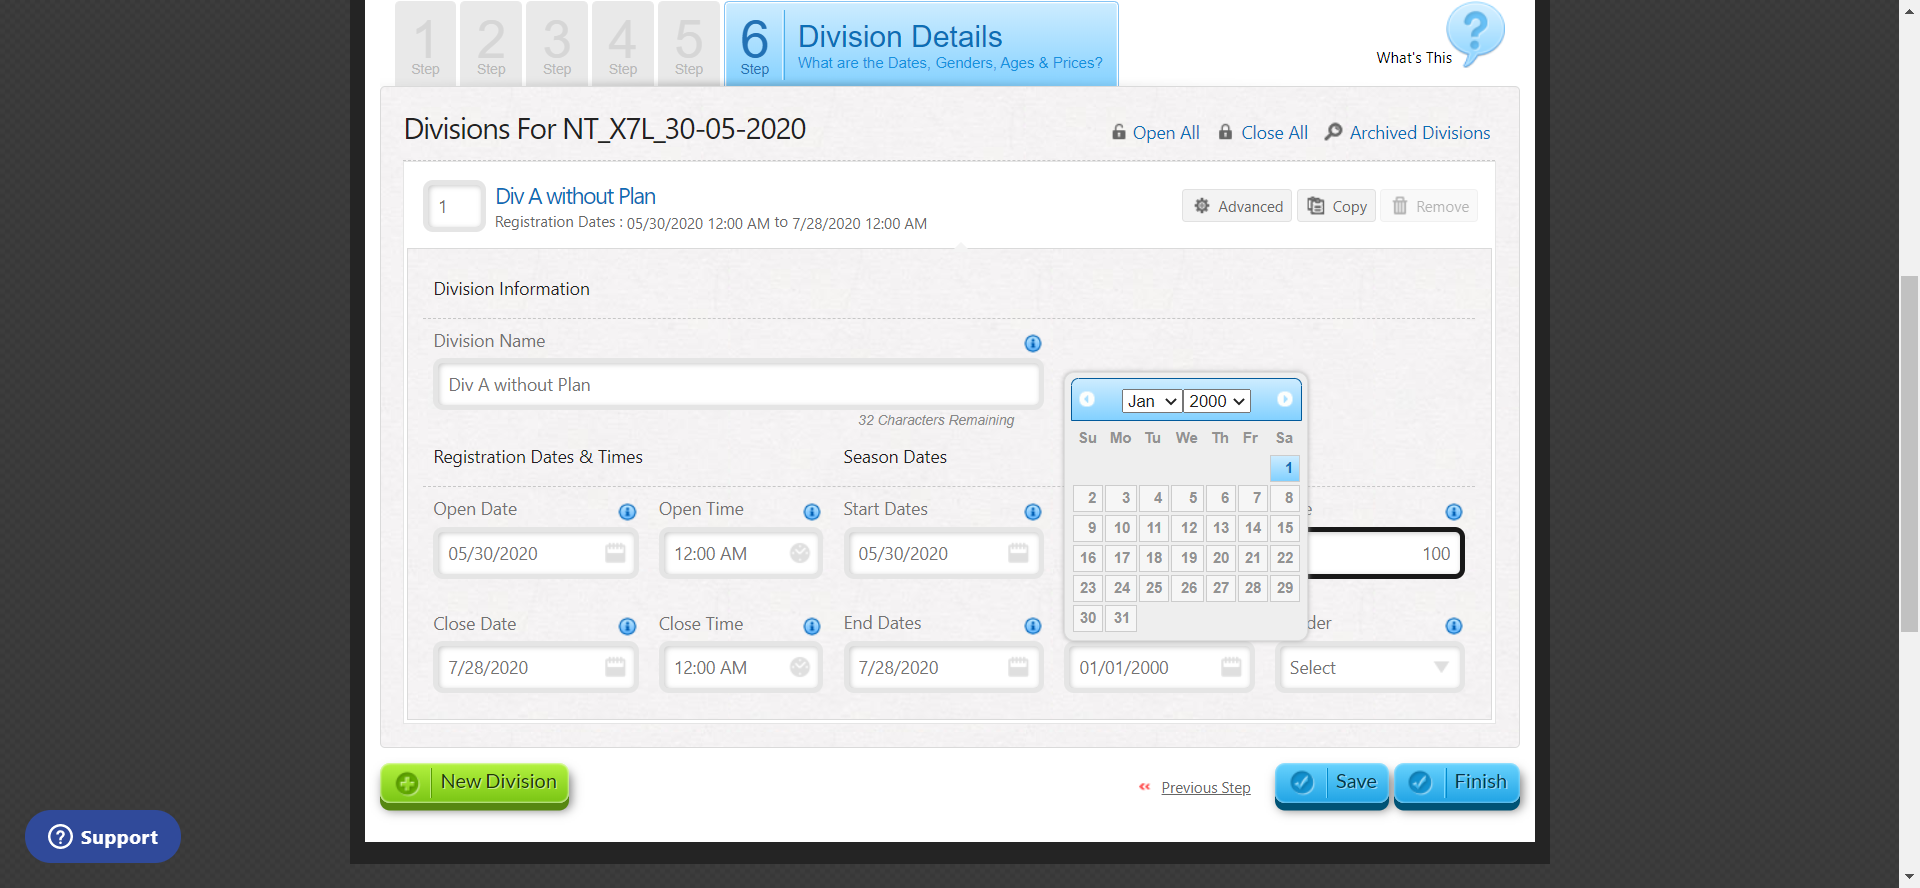 1 Step
2 Step
3 Step
4 Step
5 Step
6 Step
Division Details
What are the Dates, Genders, Ages & Prices?
What's This
?
Divisions For NT_X7L_30-05-2020
Open All Close All Archived Divisions
1
Div A without Plan
Registration Dates : 05/30/2020 12:00 AM to 7/28/2020 12:00 AM
Advanced Copy Remove
Division Information
Division Name
Div A without Plan
32 Characters Remaining
Registration Dates & Times Season Dates
Jan 2000
Su Mo Tu We Th Fr Sa
1
2 3 4 5 6 7 8
9 10 11 12 13 14 15
16 17 18 19 20 21 22
23 24 25 26 27 28 29
30 31
Open Date Open Time Start Dates e
05/30/2020 12:00 AM 05/30/2020 100
Close Date Close Time End Dates der
7/28/2020 12:00 AM 7/28/2020 01/01/2000 Select
New Division
« Previous Step
Save
Finish
? Support